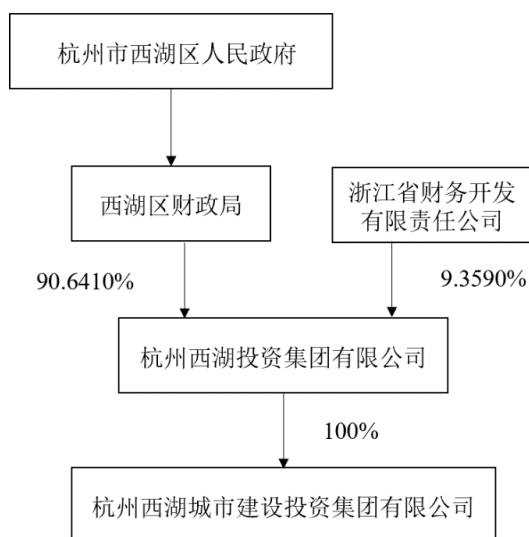 杭州市西湖区人民政府
西湖区财政局
浙江省财务开发
有限责任公司
90.6410%
9.3590%
杭州西湖投资集团有限公司
100%
杭州西湖城市建设投资集团有限公司